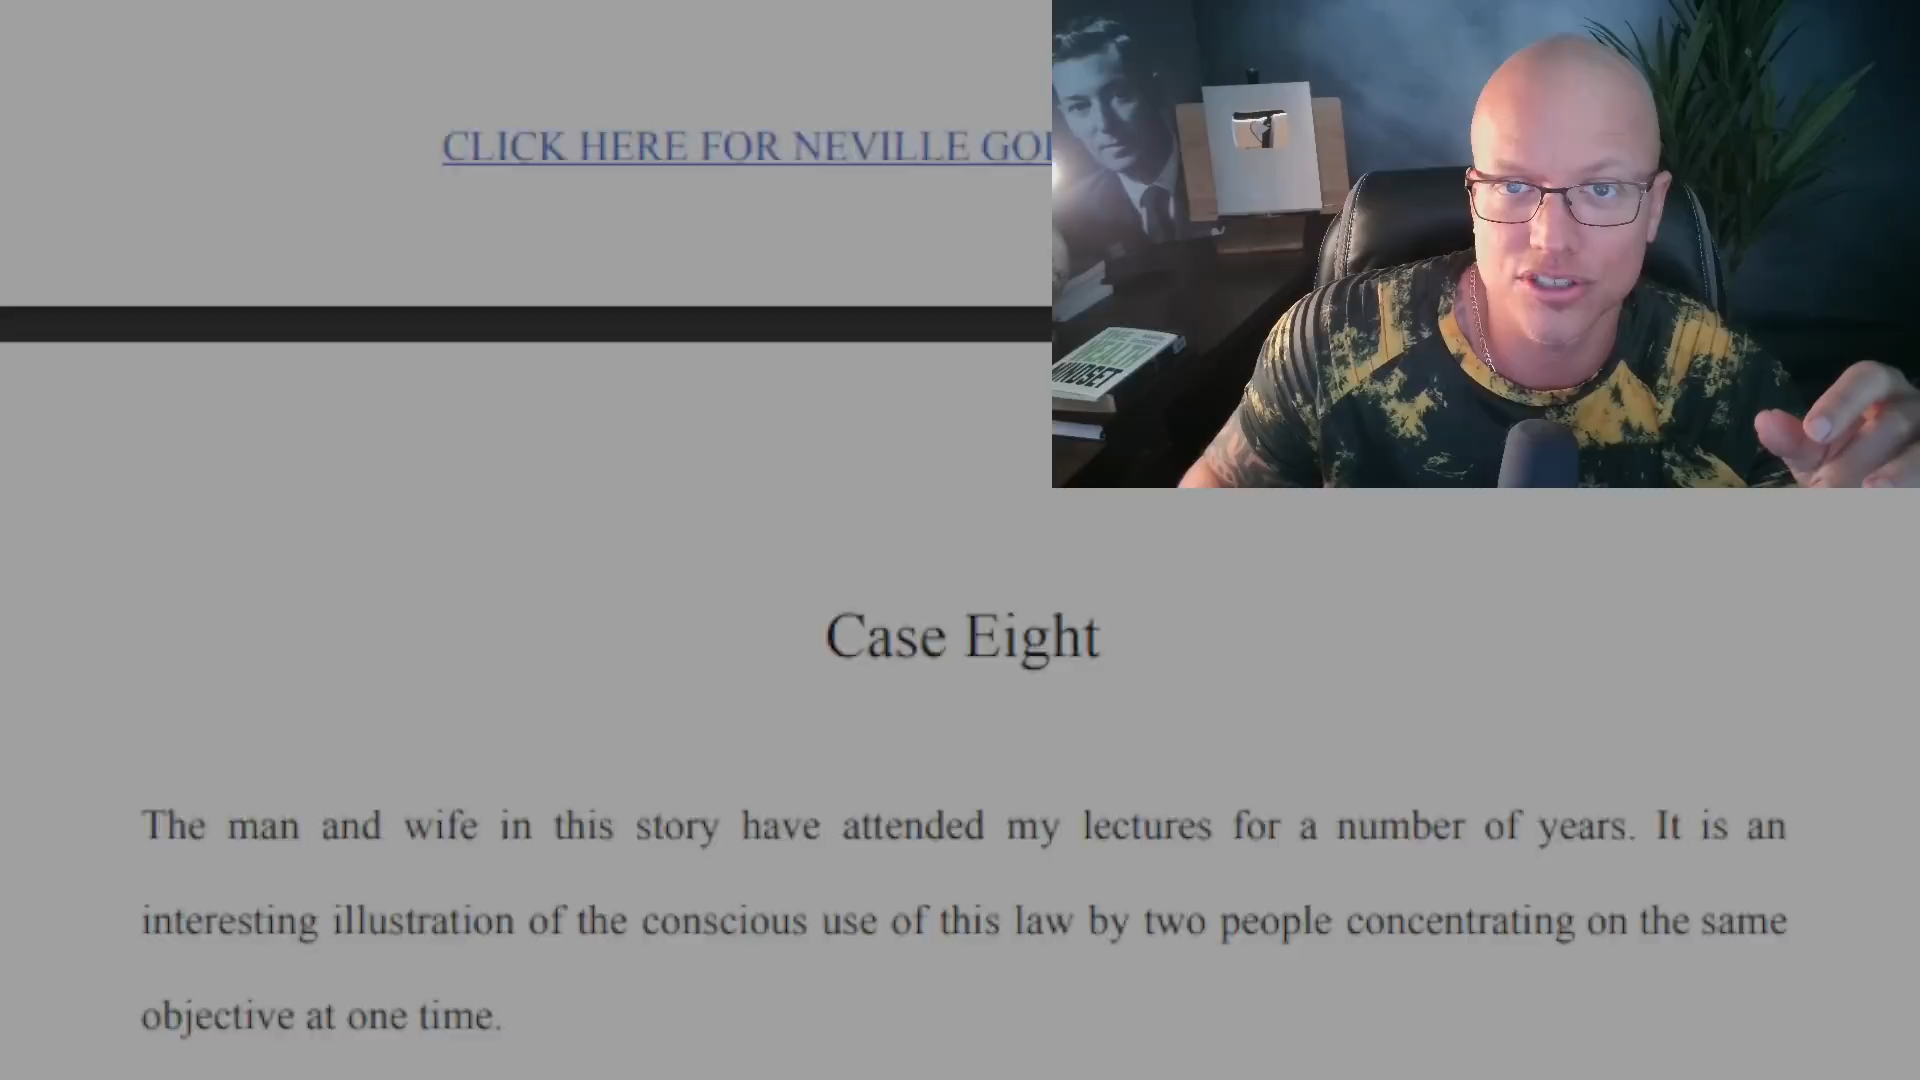 CLICK HERE FOR NEVILLE
MINDSET
Case Eight
The man and wife in this story have attended my lectures for a number of years. It is an
interesting illustration of the conscious use of this law by two people concentrating on the same
objective at one time.